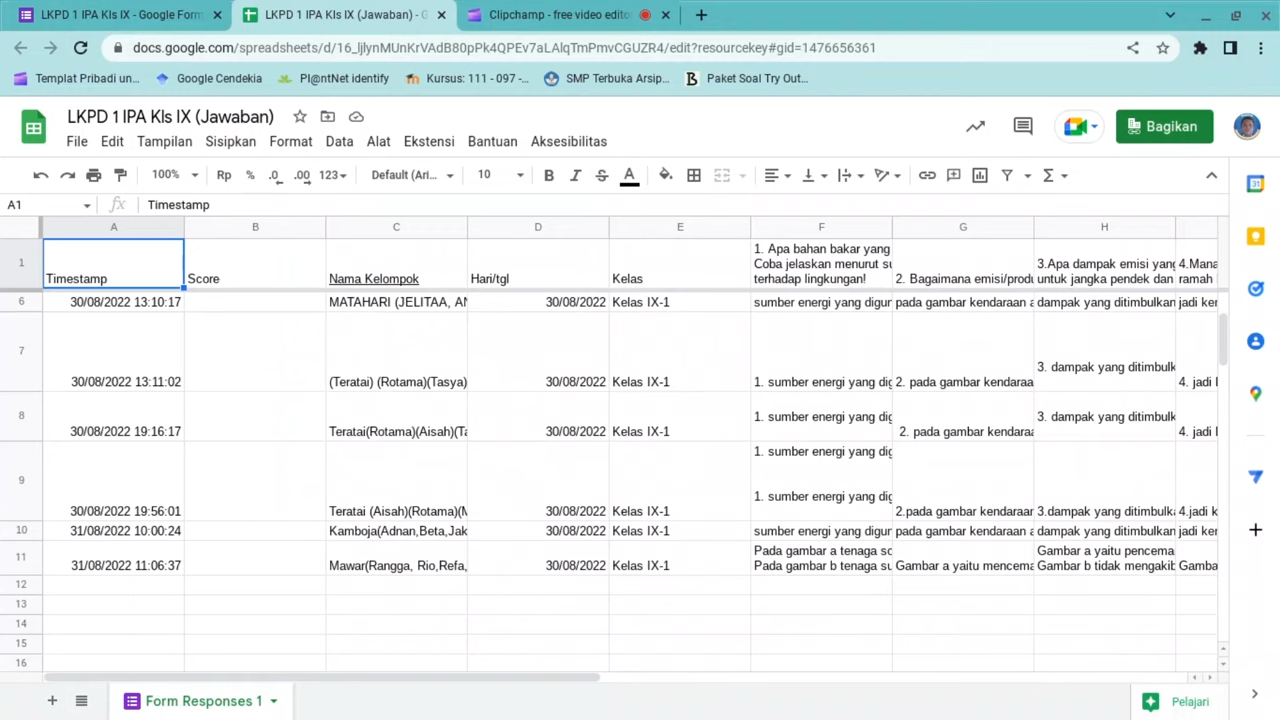 LKPD 1 IPA Kls IX - Google Form
LKPD 1 IPA Kls IX (Jawaban) - G
Clipchamp - free video edito
docs.google.com/spreadsheets/d/16_ljlynMUnKrVAdB80pPk4QPEv7aLAlqTmPmvCGUZR4/edit?resourcekey#gid=1476656361
Templat Pribadi un...
Google Cendekia
Pl@ntNet identify
Kursus: 111 - 097 -...
SMP Terbuka Arsip...
Paket Soal Try Out...
LKPD 1 IPA Kls IX (Jawaban)
Bagikan
File Edit Tampilan Sisipkan Format Data Alat Ekstensi Bantuan Aksesibilitas
100% Rp % .0 .00 123 Default (Ari... 10 B I S A
A1 fx Timestamp
A B C D E F G H
1 Timestamp Score Nama Kelompok Hari/tgl Kelas
1. Apa bahan bakar yang
Coba jelaskan menurut su
terhadap lingkungan!
2. Bagaimana emisi/produ
3.Apa dampak emisi yang
untuk jangka pendek dan
4.Mana
ramah
6 30/08/2022 13:10:17 MATAHARI (JELITAA, AN 30/08/2022 Kelas IX-1 sumber energi yang digun pada gambar kendaraan a dampak yang ditimbulkan jadi ken
7 30/08/2022 13:11:02 (Teratai) (Rotama)(Tasya) 30/08/2022 Kelas IX-1 1. sumber energi yang dig 2. pada gambar kendaraa 3. dampak yang ditimbulk 4. jadi
8 30/08/2022 19:16:17 Teratai(Rotama)(Aisah)(Ta 30/08/2022 Kelas IX-1 1. sumber energi yang dig 2. pada gambar kendaraa 3. dampak yang ditimbulk 4. jadi
1. sumber energi yang dig
9 30/08/2022 19:56:01 Teratai (Aisah)(Rotama)(M 30/08/2022 Kelas IX-1 1. sumber energi yang dig 2.pada gambar kendaraan 3.dampak yang ditimbulka 4.jadi k
10 31/08/2022 10:00:24 Kamboja(Adnan,Beta,Jak 30/08/2022 Kelas IX-1 sumber energi yang digun pada gambar kendaraan a dampak yang ditimbulkan jadi ken
Pada gambar a tenaga so Gambar a yaitu pencema
11 31/08/2022 11:06:37 Mawar(Rangga, Rio,Refa, 30/08/2022 Kelas IX-1 Pada gambar b tenaga su Gambar a yaitu mencema Gambar b tidak mengakib Gamba
12
13
14
15
16
Form Responses 1
Pelajari